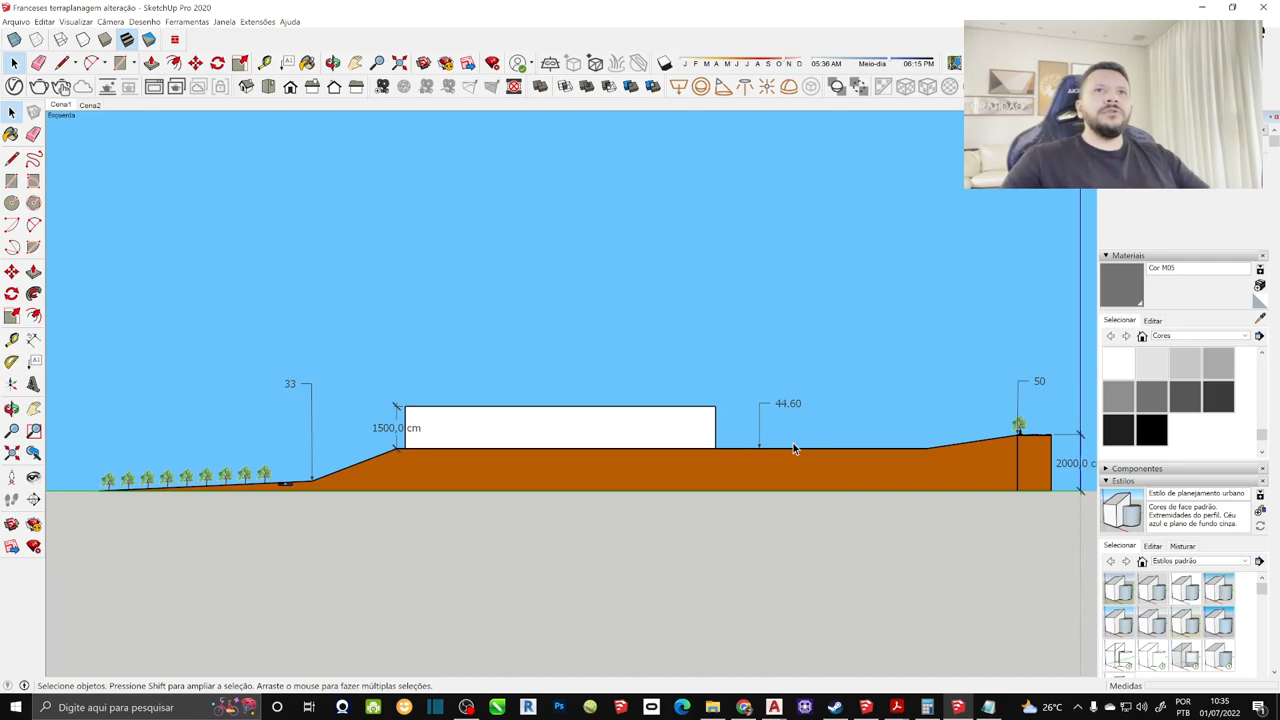 Franceses terraplanagem alteração - SketchUp Pro 2020
Arquivo Editar Visualizar Câmera Desenho Ferramentas Janela Extensões Ajuda
J F M A M J J A S O N D 05:36 AM Meio-dia 06:15 PM
Cena1 Cena2
Esquerda
Materiais
Cor M05
Selecionar Editar
Cores
33
50
44.60
1500,0 cm
2000,0 c
Componentes
Estilos
Estilo de planejamento urbano
Cores de face padrão.
Extremidades do perfil. Céu
azul e plano de fundo cinza.
Selecionar Editar Misturar
Estilos padrão
Selecione objetos. Pressione Shift para ampliar a seleção. Arraste o mouse para fazer múltiplas seleções.
Medidas
Digite aqui para pesquisar
26°C
POR
PTB
10:35
01/07/2022